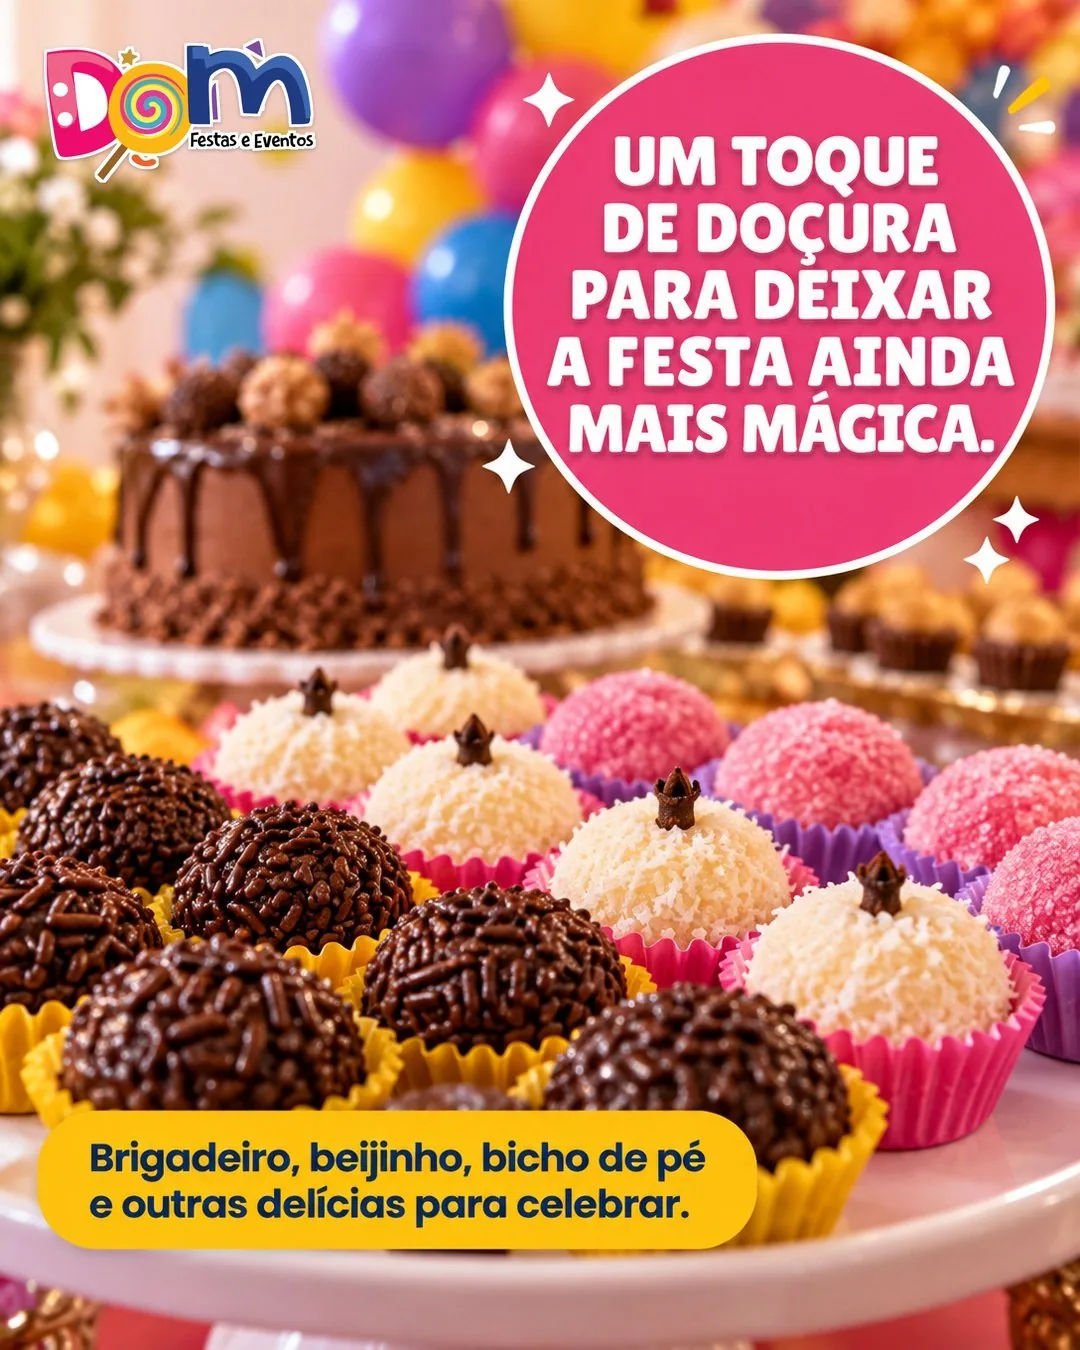 Dom
Festas e Eventos
UM TOQUE
DE DOÇURA
PARA DEIXAR
A FESTA AINDA
MAIS MÁGICA.
Brigadeiro, beijinho, bicho de pé
e outras delícias para celebrar.